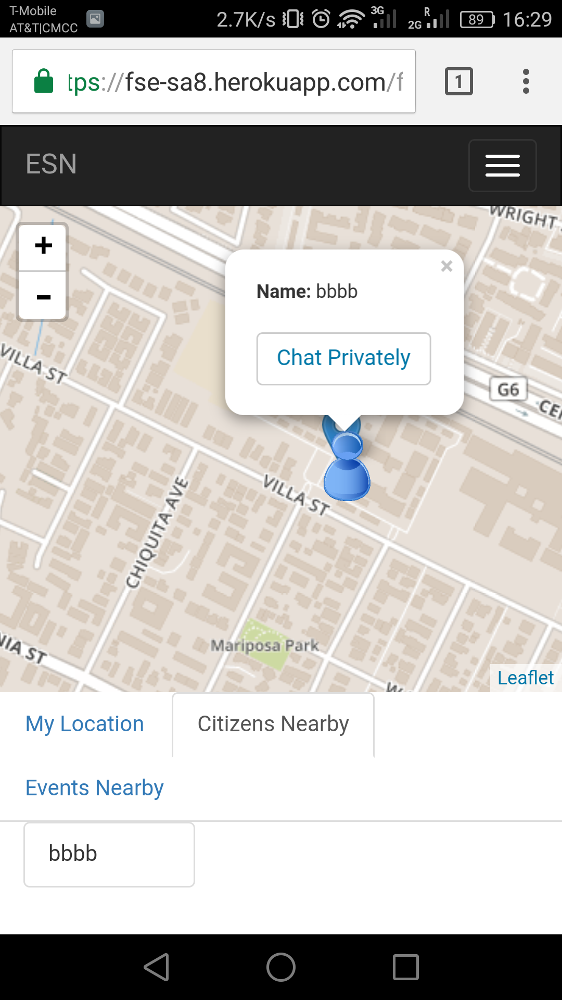 T-Mobile
AT&T|CMCC
2.7K/s 3G 2G R 89 16:29
tps://fse-sa8.herokuapp.com/f
1
ESN
WRIGHT
+
-
×
Name: bbbb
Chat Privately
VILLA ST
G6
CEN
VILLA ST
CHIQUITA AVE
Mariposa Park
NIA ST
W
Leaflet
My Location
Citizens Nearby
Events Nearby
bbbb